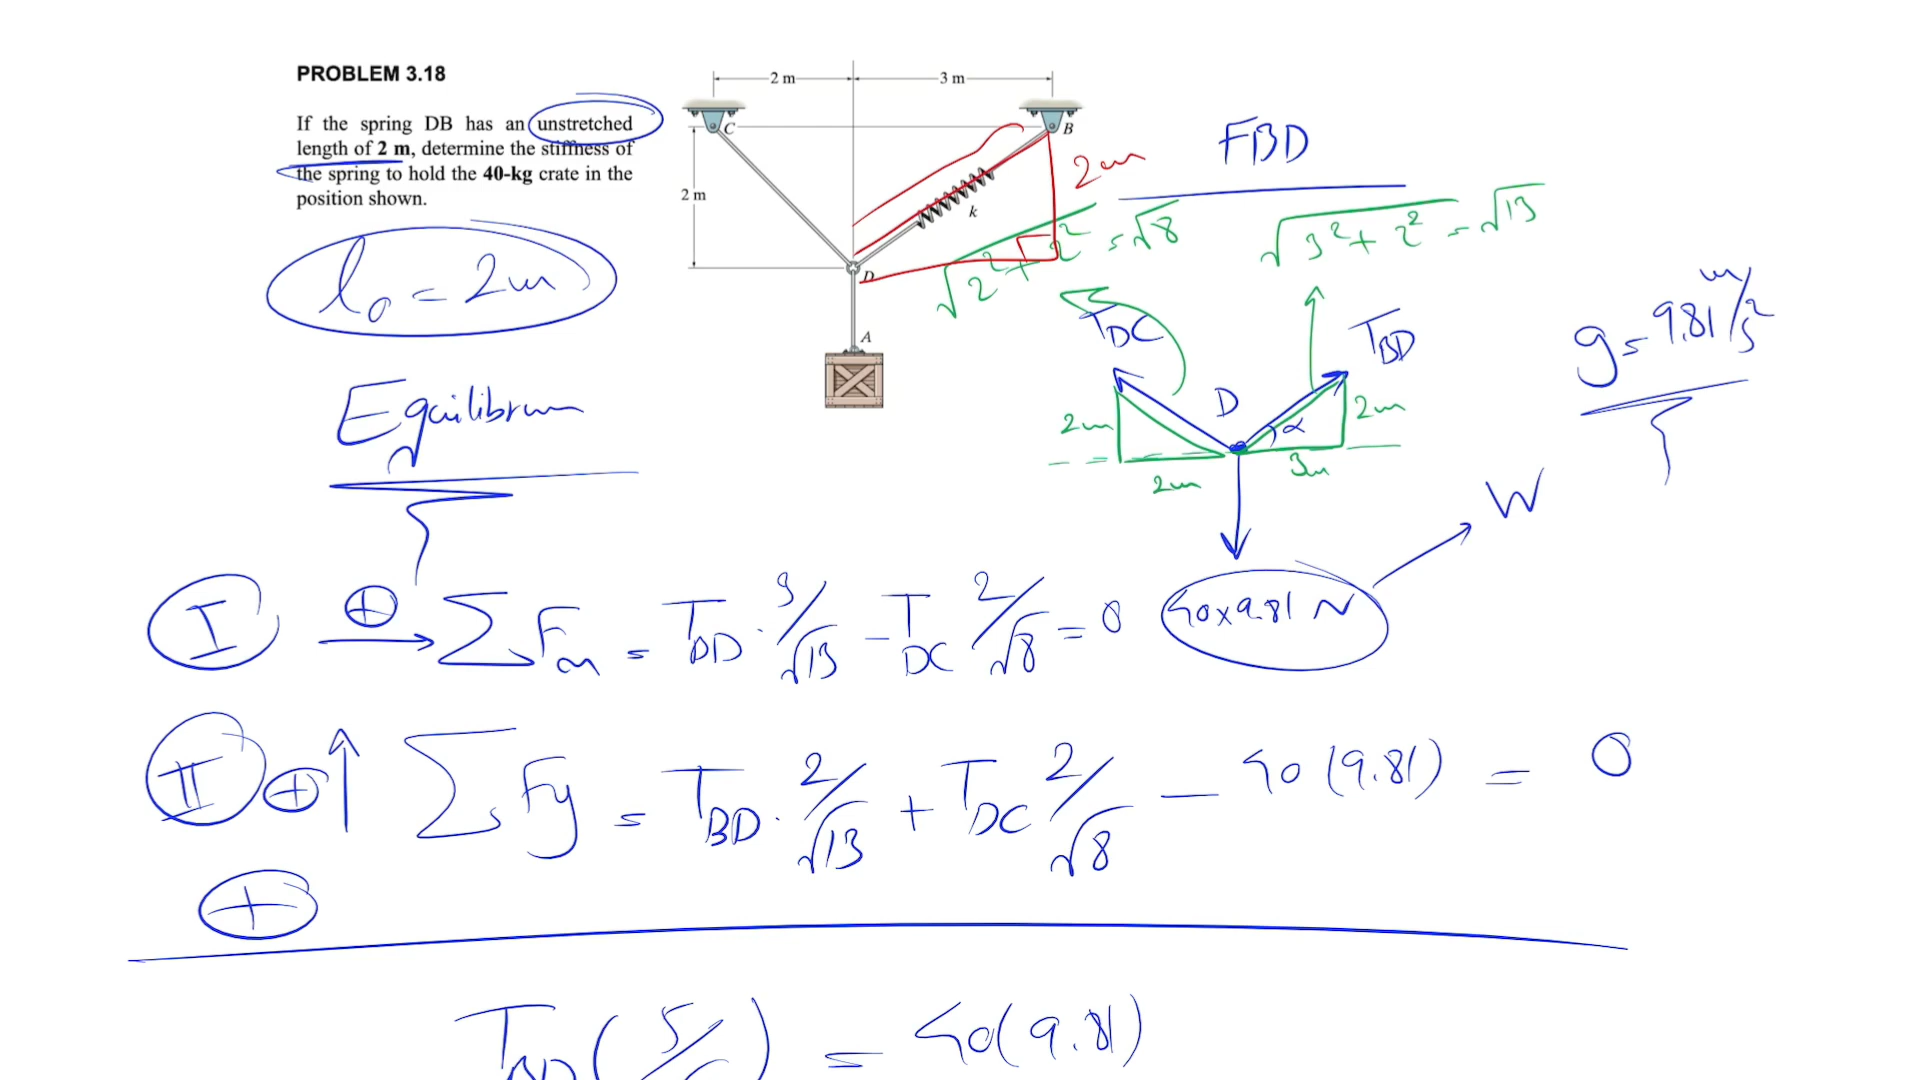 PROBLEM 3.18
If the spring DB has an unstretched
length of 2 m, determine the stiffness of
the spring to hold the 40-kg crate in the
position shown.
2 m
3 m
C
B
2 m
k
D
A
2m
FBD
√2²+2² = √8
√3²+2² = √13
l₀ = 2m
T_DC
T_BD
g = 9.81 m/s²
D
α
2m
2m
2m
3m
Equilibrium
W
40x9.81 N
I + → ΣFx = T_BD · 3/√13 - T_DC 2/√8 = 0
II + ↑ ΣFy = T_BD · 2/√13 + T_DC 2/√8 - 40(9.81) = 0
+
T_BD (5/ ) = 40(9.81)